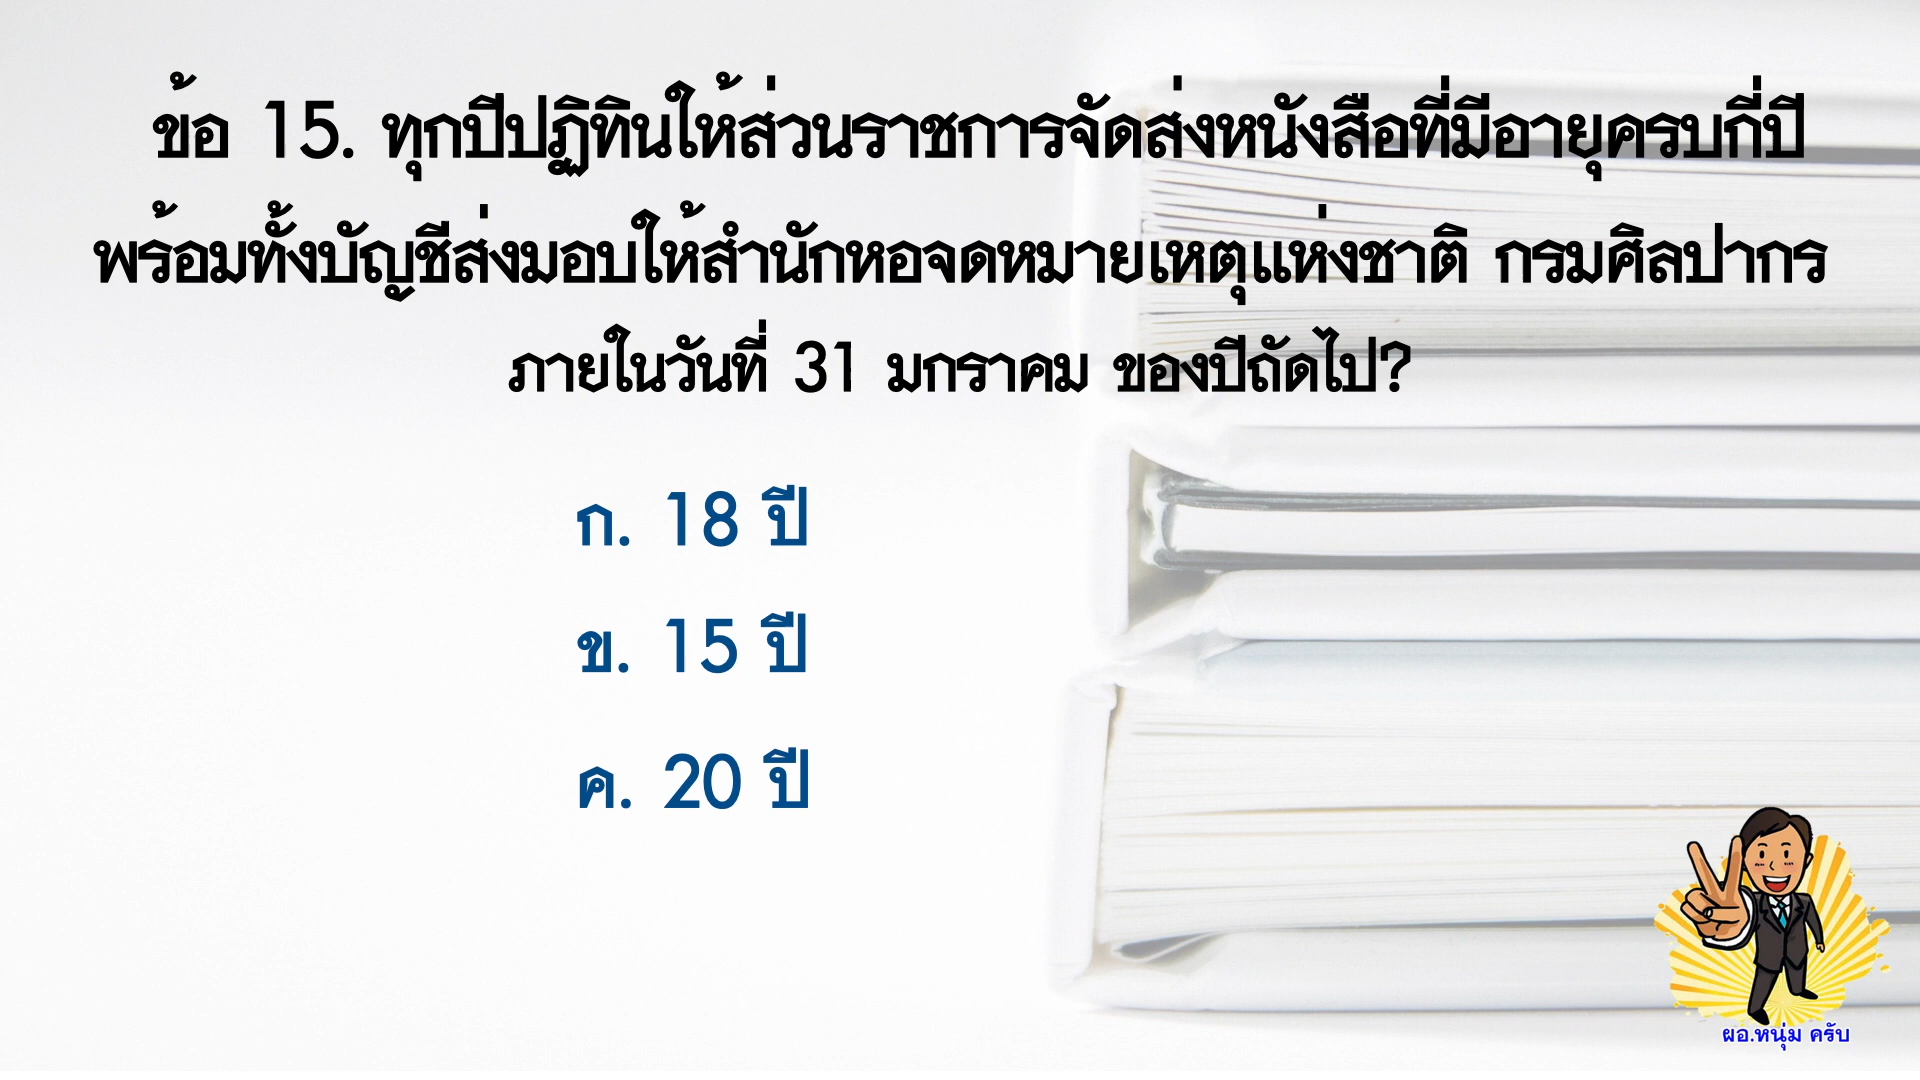 ข้อ 15. ทุกปีปฏิทินให้ส่วนราชการจัดส่งหนังสือที่มีอายุครบกี่ปี
พร้อมทั้งบัญชีส่งมอบให้สำนักหอจดหมายเหตุแห่งชาติ กรมศิลปากร
ภายในวันที่ 31 มกราคม ของปีถัดไป?
ก. 18 ปี
ข. 15 ปี
ค. 20 ปี
ผอ.หนุ่ม ครับ